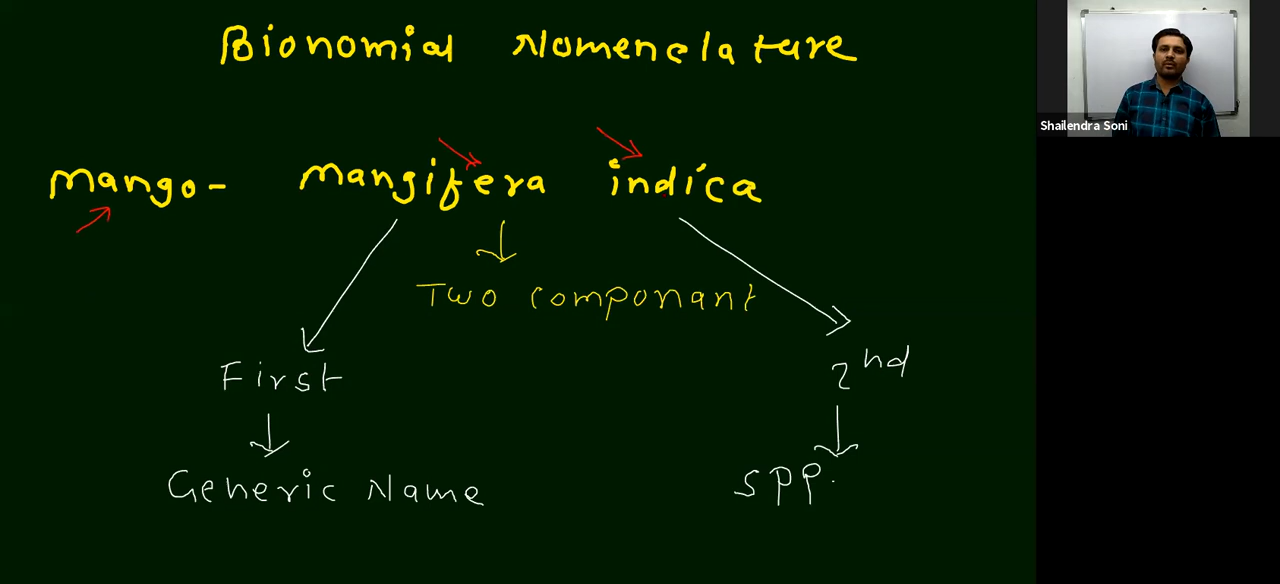 Bionomial Nomenclature
Shailendra Soni
Mango- Mangifera indica
Two componant
First
2nd
Generic Name
SPP.